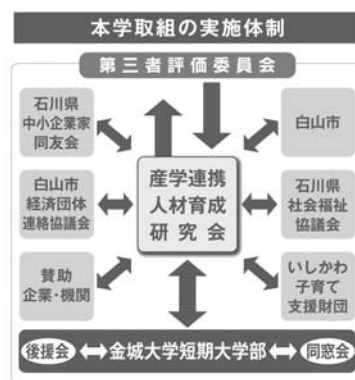 本学取組の実施体制
第三者評価委員会
石川県
中小企業家
同友会
白山市
白山市
経済団体
連絡協議会
産学連携
人材育成
研究会
石川県
社会福祉
協議会
賛助
企業・機関
いしかわ
子育て
支援財団
後援会 金城大学短期大学部 同窓会